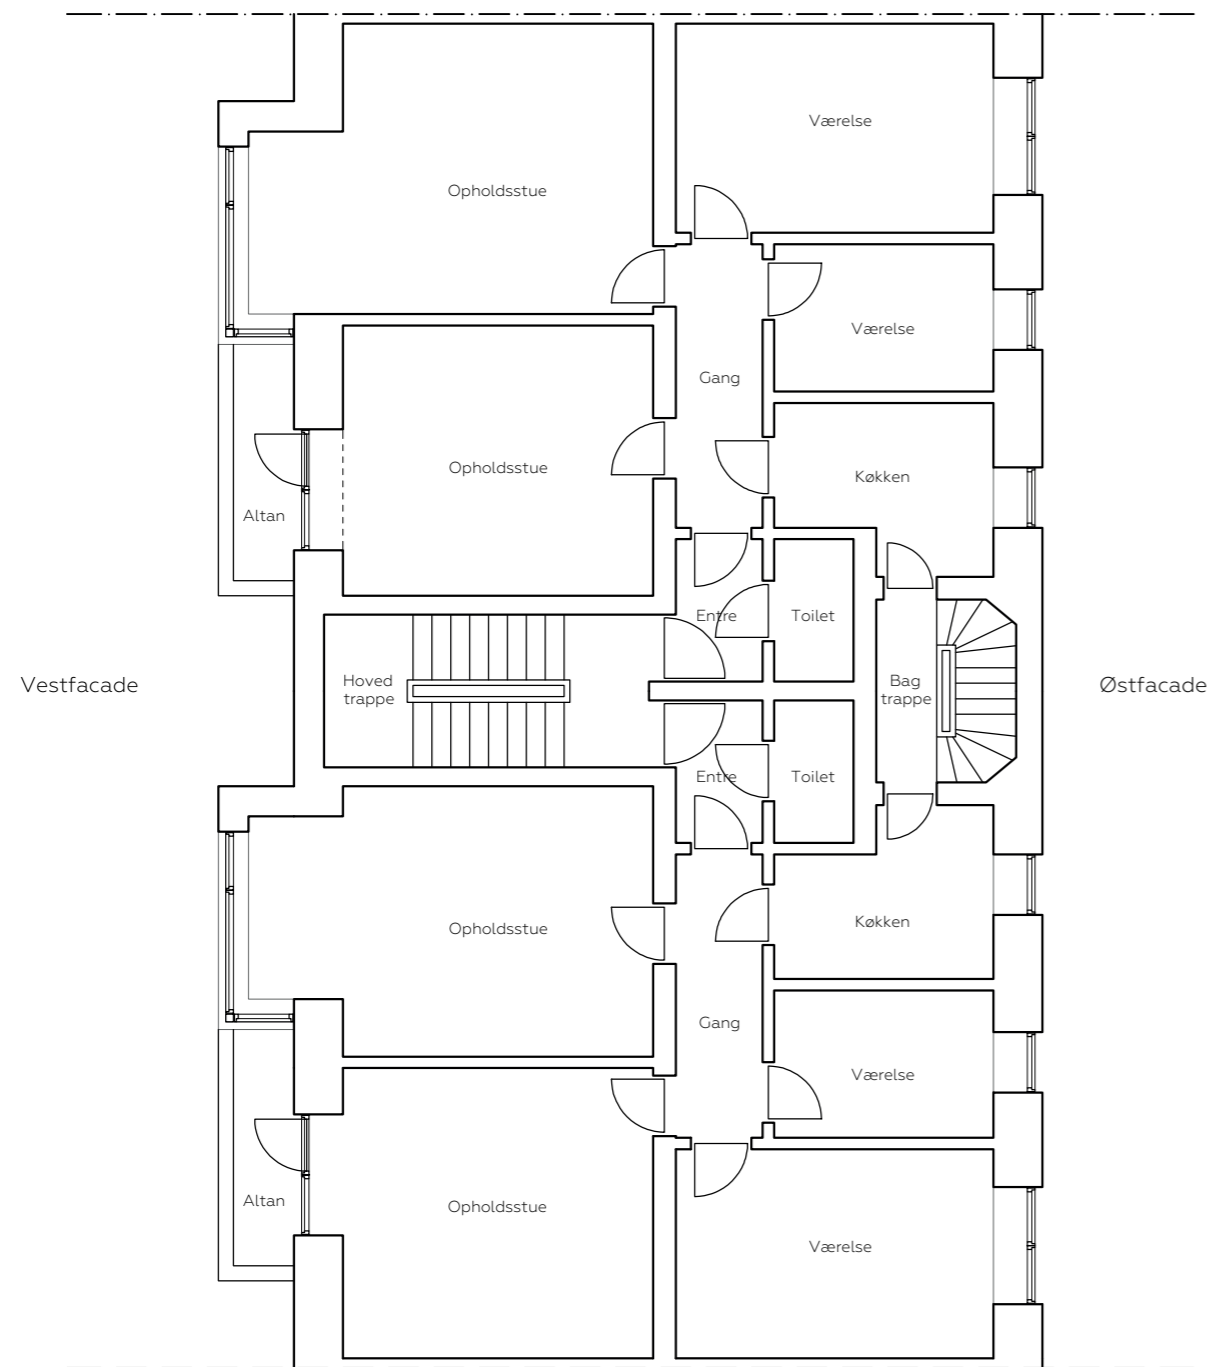 Værelse
Opholdsstue
Værelse
Gang
Opholdsstue
Køkken
Altan
Entre
Toilet
Vestfacade
Hoved
trappe
Bag
trappe
Østfacade
Entre
Toilet
Opholdsstue
Køkken
Gang
Værelse
Altan
Opholdsstue
Værelse